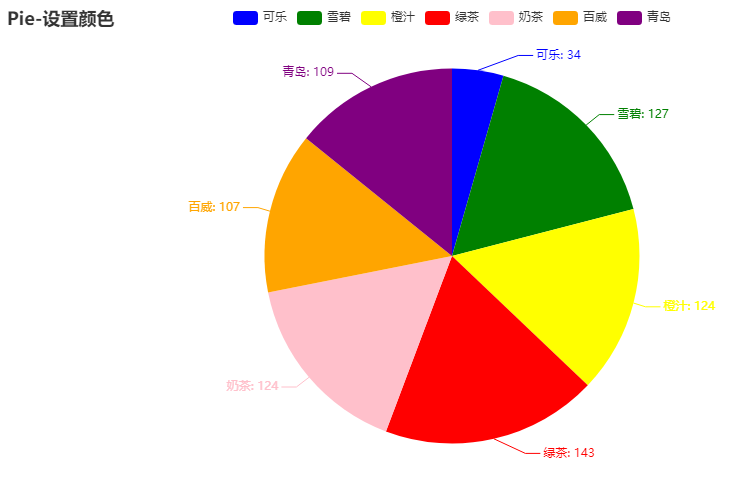 Pie-设置颜色
可乐 雪碧 橙汁 绿茶 奶茶 百威 青岛
可乐: 34
青岛: 109
雪碧: 127
百威: 107
橙汁: 124
奶茶: 124
绿茶: 143